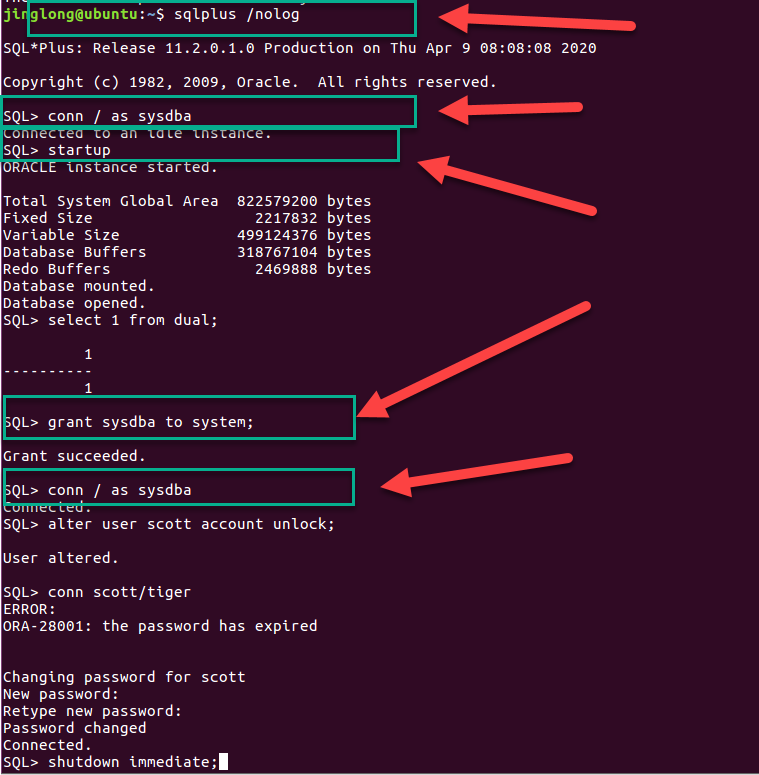 jinglong@ubuntu:~$ sqlplus /nolog
SQL*Plus: Release 11.2.0.1.0 Production on Thu Apr 9 08:08:08 2020
Copyright (c) 1982, 2009, Oracle.  All rights reserved.
SQL> conn / as sysdba
Connected to an idle instance.
SQL> startup
ORACLE instance started.
Total System Global Area  822579200 bytes
Fixed Size                  2217832 bytes
Variable Size             499124376 bytes
Database Buffers          318767104 bytes
Redo Buffers                2469888 bytes
Database mounted.
Database opened.
SQL> select 1 from dual;
         1
----------
         1
SQL> grant sysdba to system;
Grant succeeded.
SQL> conn / as sysdba
Connected.
SQL> alter user scott account unlock;
User altered.
SQL> conn scott/tiger
ERROR:
ORA-28001: the password has expired
Changing password for scott
New password:
Retype new password:
Password changed
Connected.
SQL> shutdown immediate;